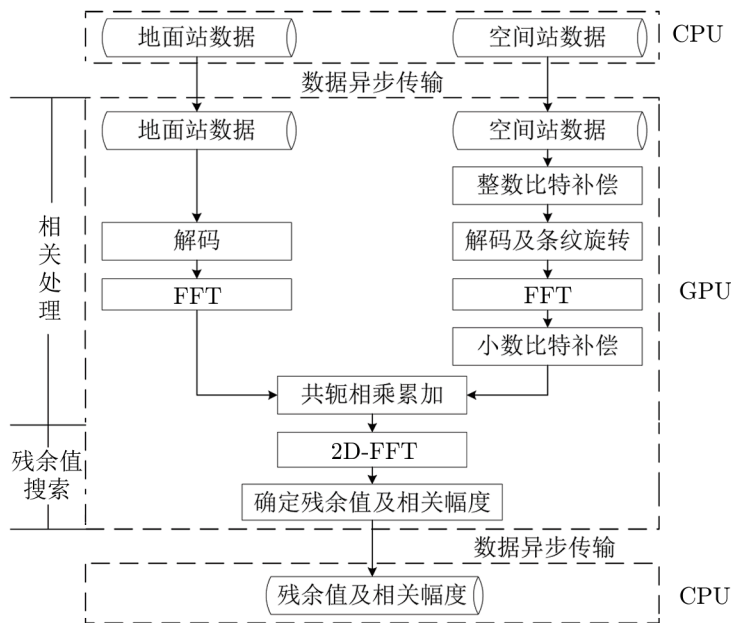 地面站数据
空间站数据
CPU
数据异步传输
地面站数据
空间站数据
整数比特补偿
解码
解码及条纹旋转
FFT
FFT
小数比特补偿
共轭相乘累加
相关处理
GPU
2D-FFT
残余值
搜索
确定残余值及相关幅度
数据异步传输
残余值及相关幅度
CPU